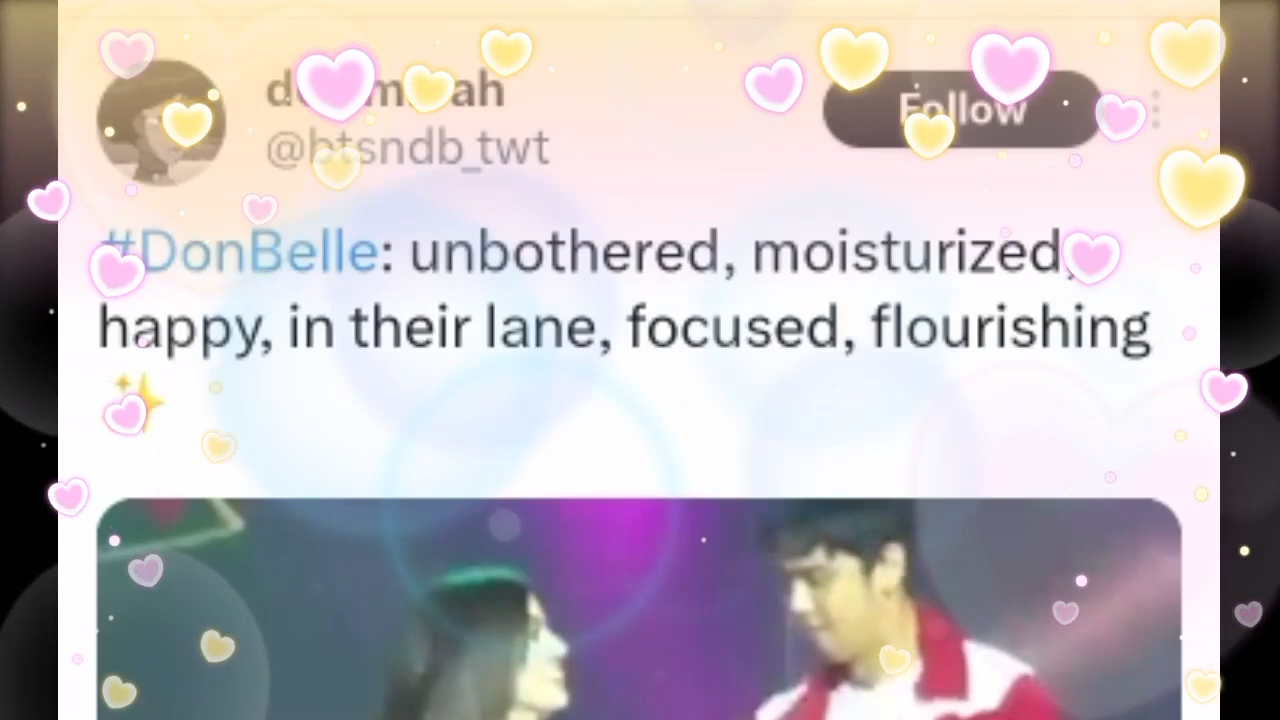 Follow
@btsndb_twt
#DonBelle: unbothered, moisturized,
happy, in their lane, focused, flourishing
✨